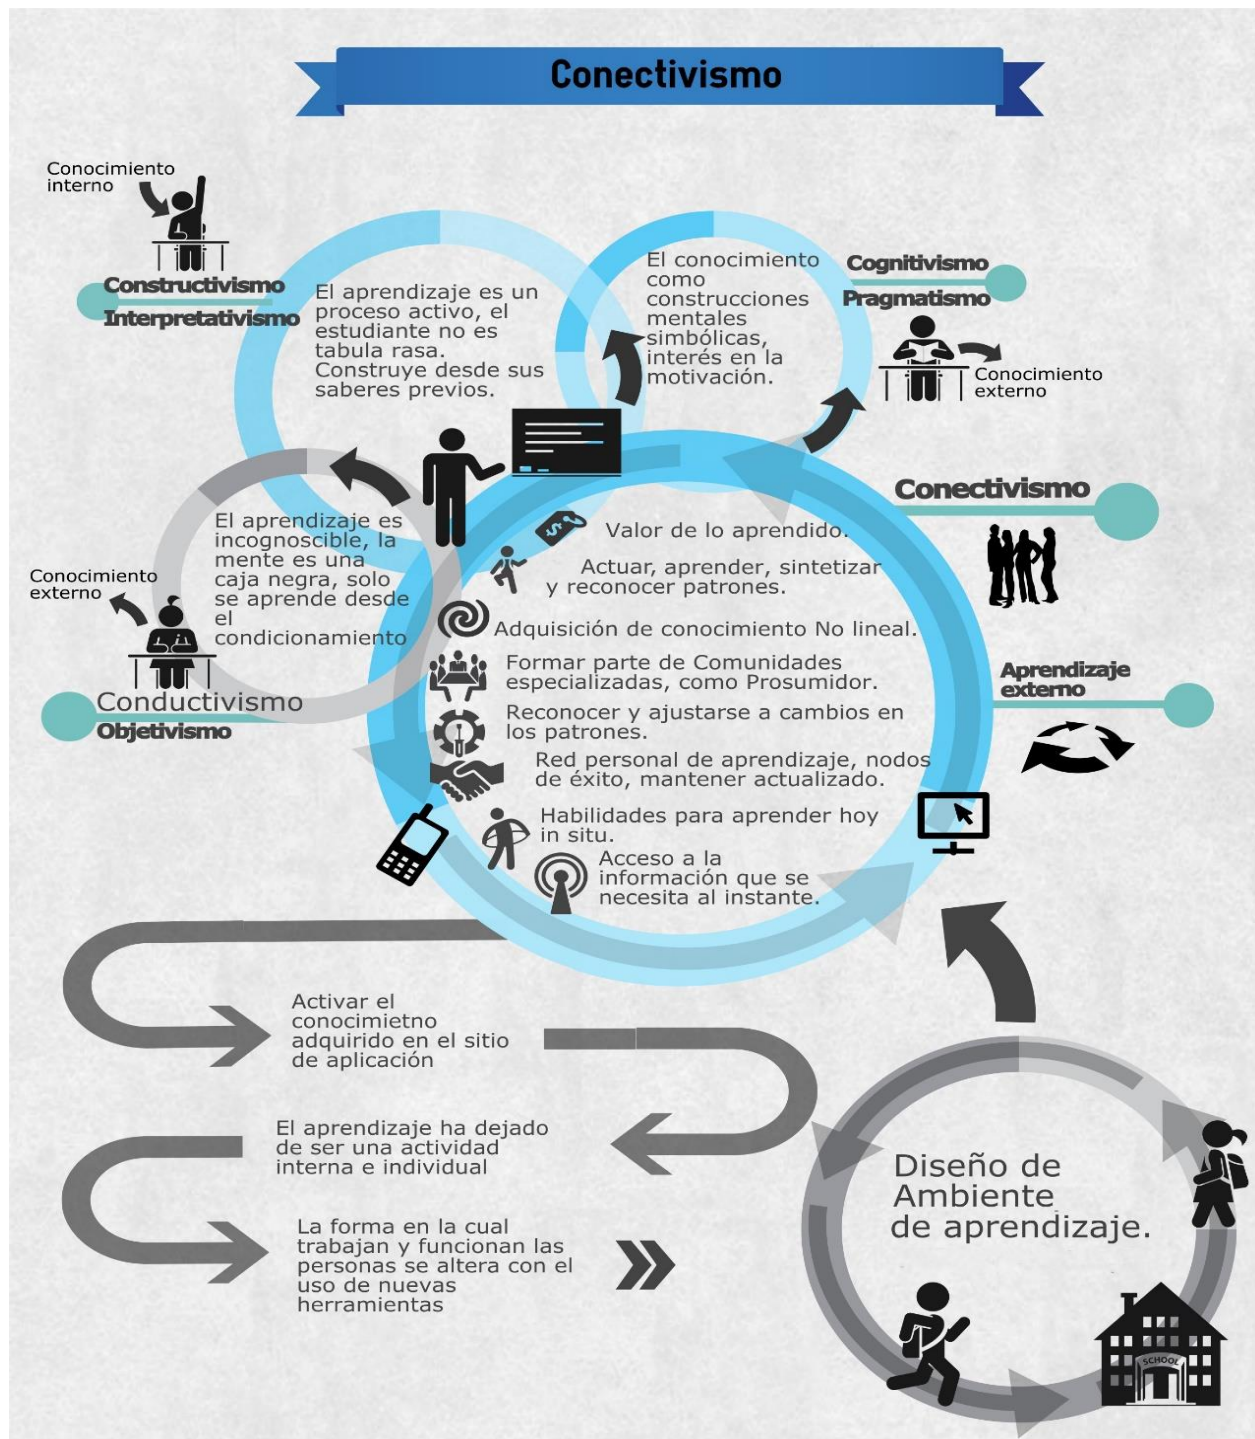 Conectivismo
Conocimiento
interno
Constructivismo
Interpretativismo
El aprendizaje es un
proceso activo, el
estudiante no es
tabula rasa.
Construye desde sus
saberes previos.
El conocimiento
como
construcciones
mentales
simbólicas,
interés en la
motivación.
Cognitivismo
Pragmatismo
Conocimiento
externo
El aprendizaje es
incognoscible, la
mente es una
caja negra, solo
se aprende desde
el
condicionamiento
Conocimiento
externo
Conductivismo
Objetivismo
Conectivismo
Aprendizaje
externo
Valor de lo aprendido.
Actuar, aprender, sintetizar
y reconocer patrones.
Adquisición de conocimiento No lineal.
Formar parte de Comunidades
especializadas, como Prosumidor.
Reconocer y ajustarse a cambios en
los patrones.
Red personal de aprendizaje, nodos
de éxito, mantener actualizado.
Habilidades para aprender hoy
in situ.
Acceso a la
información que se
necesita al instante.
Activar el
conocimietno
adquirido en el sitio
de aplicación
El aprendizaje ha dejado
de ser una actividad
interna e individual
La forma en la cual
trabajan y funcionan las
personas se altera con el
uso de nuevas
herramientas
Diseño de
Ambiente
de aprendizaje.
SCHOOL